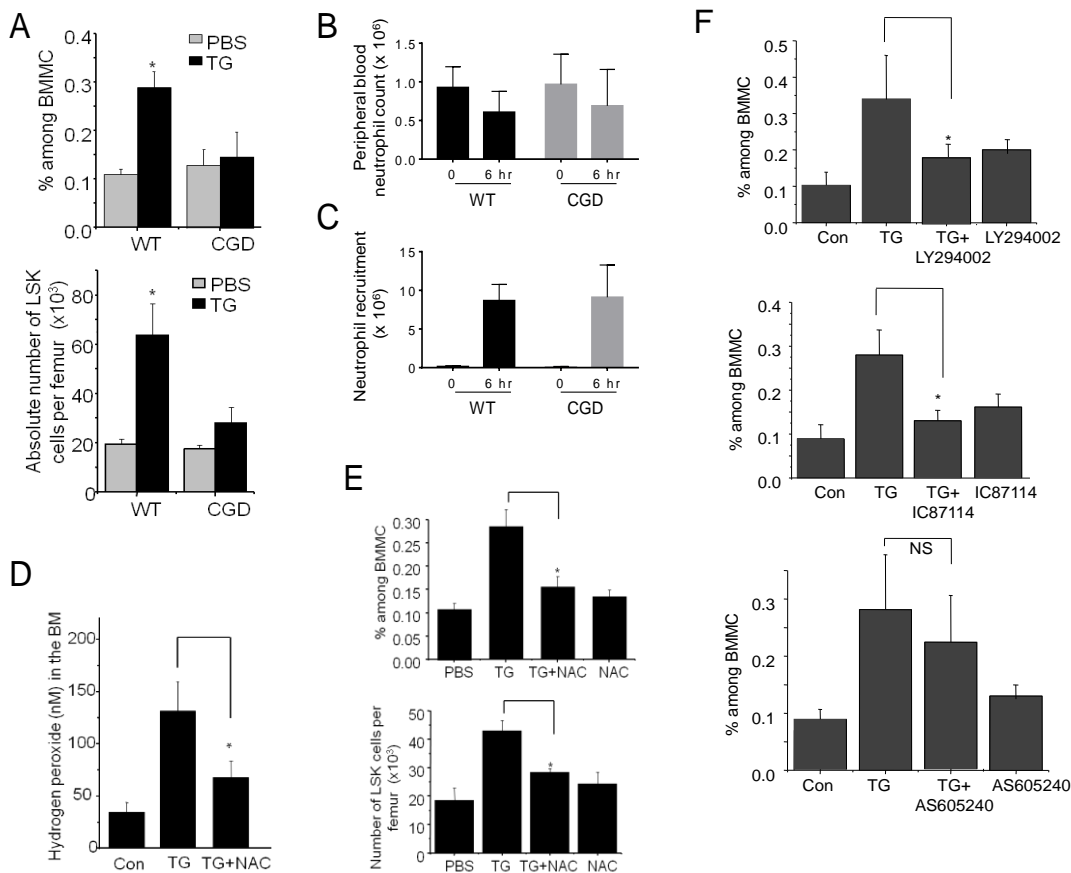 A
% among BMMC
0.4
0.3
0.2
0.1
0.0
PBS
TG
*
WT CGD
Absolute number of LSK
cells per femur (x10³)
80
60
40
20
0
PBS
TG
*
WT CGD
B
Peripheral blood
neutrophil count (x 10⁶)
1.5
1.0
0.5
0.0
0 6 hr 0 6 hr
WT CGD
C
Neutrophil recruitment
(x 10⁶)
15
10
5
0
0 6 hr 0 6 hr
WT CGD
D
Hydrogen peroxide (nM) in the BM
200
150
100
50
0
*
Con TG TG+NAC
E
% among BMMC
0.30
0.25
0.20
0.15
0.10
0.05
0.00
*
PBS TG TG+NAC NAC
Number of LSK cells per
femur (x10³)
50
40
30
20
10
0
*
PBS TG TG+NAC NAC
F
% among BMMC
0.5
0.4
0.3
0.2
0.1
0.0
*
Con TG TG+ LY294002
LY294002
% among BMMC
0.3
0.2
0.1
0.0
*
Con TG TG+ IC87114
IC87114
NS
% among BMMC
0.3
0.2
0.1
0.0
Con TG TG+ AS605240
AS605240